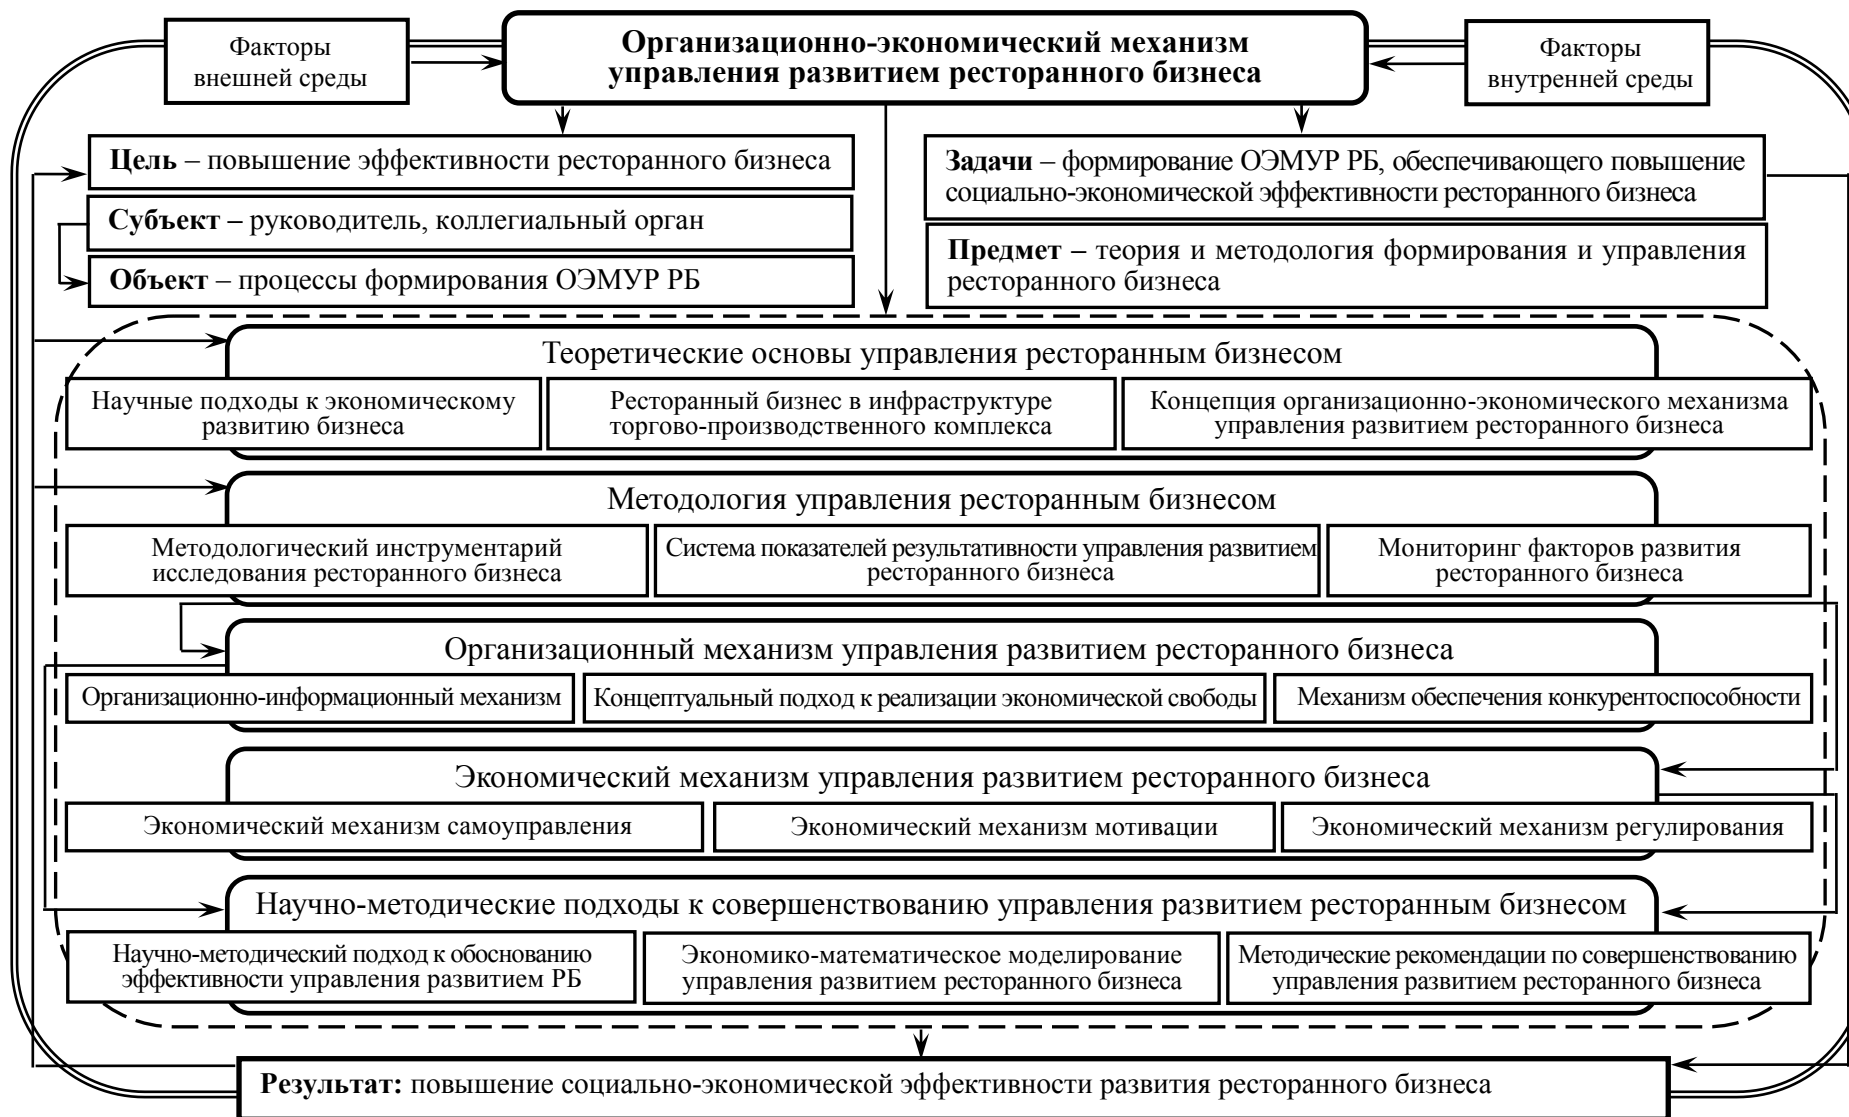 Факторы
внешней среды
Организационно-экономический механизм
управления развитием ресторанного бизнеса
Факторы
внутренней среды
Цель – повышение эффективности ресторанного бизнеса
Субъект – руководитель, коллегиальный орган
Объект – процессы формирования ОЭМУР РБ
Задачи – формирование ОЭМУР РБ, обеспечивающего повышение
социально-экономической эффективности ресторанного бизнеса
Предмет – теория и методология формирования и управления
ресторанного бизнеса
Теоретические основы управления ресторанным бизнесом
Научные подходы к экономическому
развитию бизнеса
Ресторанный бизнес в инфраструктуре
торгово-производственного комплекса
Концепция организационно-экономического механизма
управления развитием ресторанного бизнеса
Методология управления ресторанным бизнесом
Методологический инструментарий
исследования ресторанного бизнеса
Система показателей результативности управления развитием
ресторанного бизнеса
Мониторинг факторов развития
ресторанного бизнеса
Организационный механизм управления развитием ресторанного бизнеса
Организационно-информационный механизм
Концептуальный подход к реализации экономической свободы
Механизм обеспечения конкурентоспособности
Экономический механизм управления развитием ресторанного бизнеса
Экономический механизм самоуправления
Экономический механизм мотивации
Экономический механизм регулирования
Научно-методические подходы к совершенствованию управления развитием ресторанным бизнесом
Научно-методический подход к обоснованию
эффективности управления развитием РБ
Экономико-математическое моделирование
управления развитием ресторанного бизнеса
Методические рекомендации по совершенствованию
управления развитием ресторанного бизнеса
Результат: повышение социально-экономической эффективности развития ресторанного бизнеса